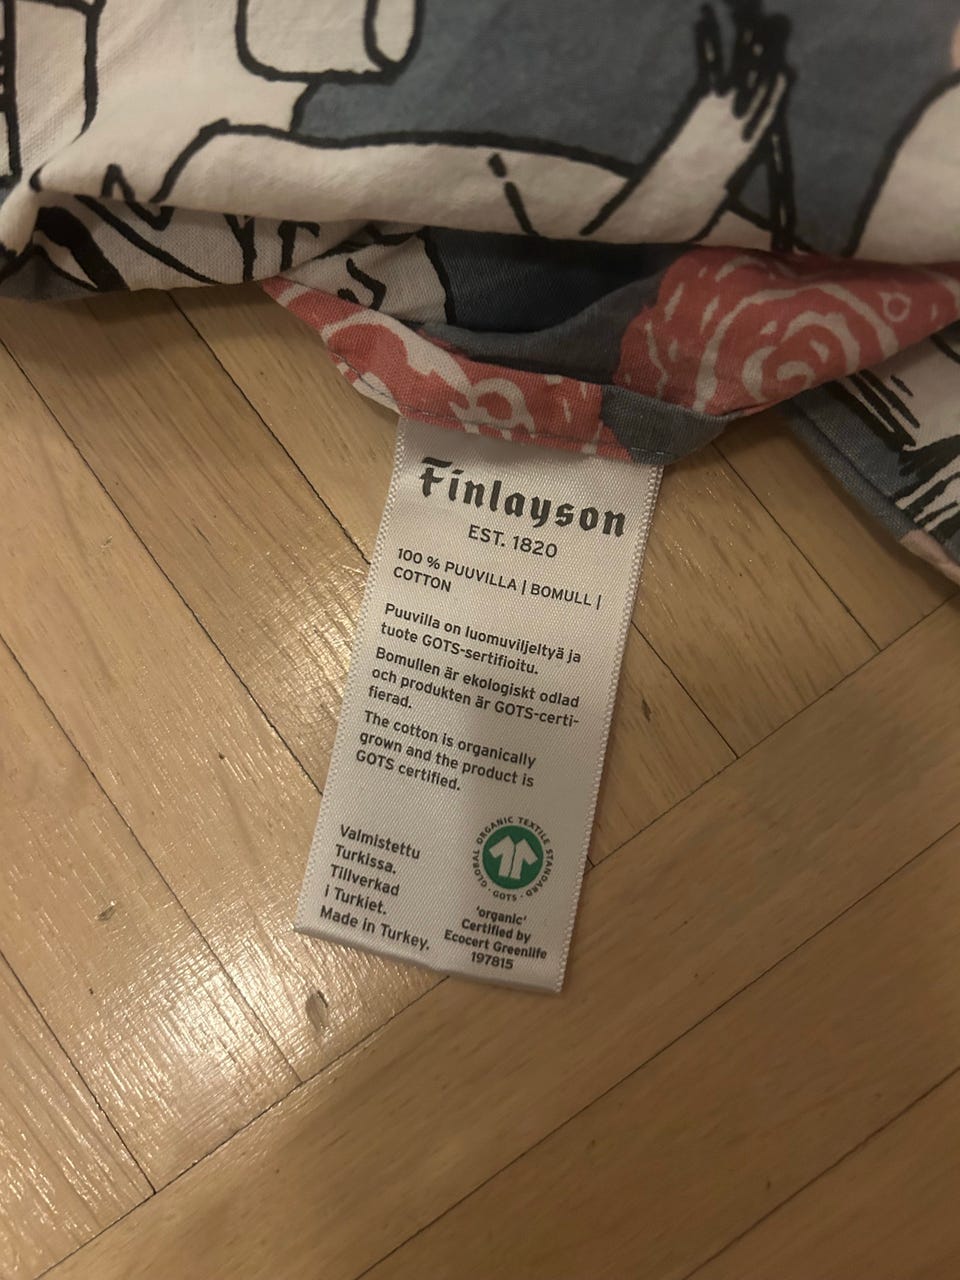 Finlayson
EST. 1820
100 % PUUVILLA | BOMULL |
COTTON
Puuvilla on luomuviljeltyä ja
tuote GOTS-sertifioitu.
Bomullen är ekologiskt odlad
och produkten är GOTS-certi-
fierad.
The cotton is organically
grown and the product is
GOTS certified.
Valmistettu
Turkissa.
Tillverkad
i Turkiet.
Made in Turkey.
GLOBAL ORGANIC TEXTILE STANDARD
· GOTS ·
'organic'
Certified by
Ecocert Greenlife
197815